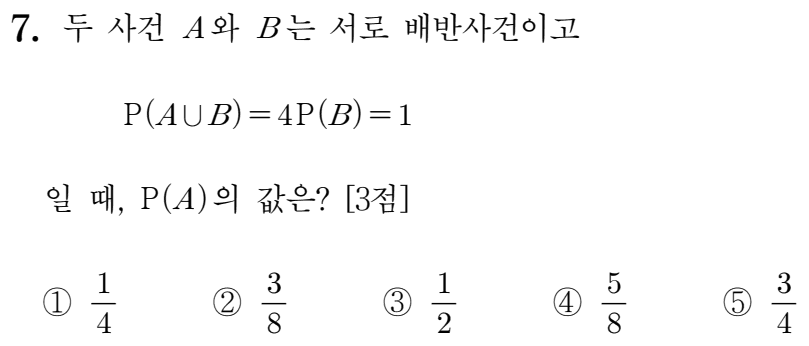 7. 두 사건 A와 B는 서로 배반사건이고
P(A∪B)=4P(B)=1
일 때, P(A)의 값은? [3점]
① 1/4 ② 3/8 ③ 1/2 ④ 5/8 ⑤ 3/4